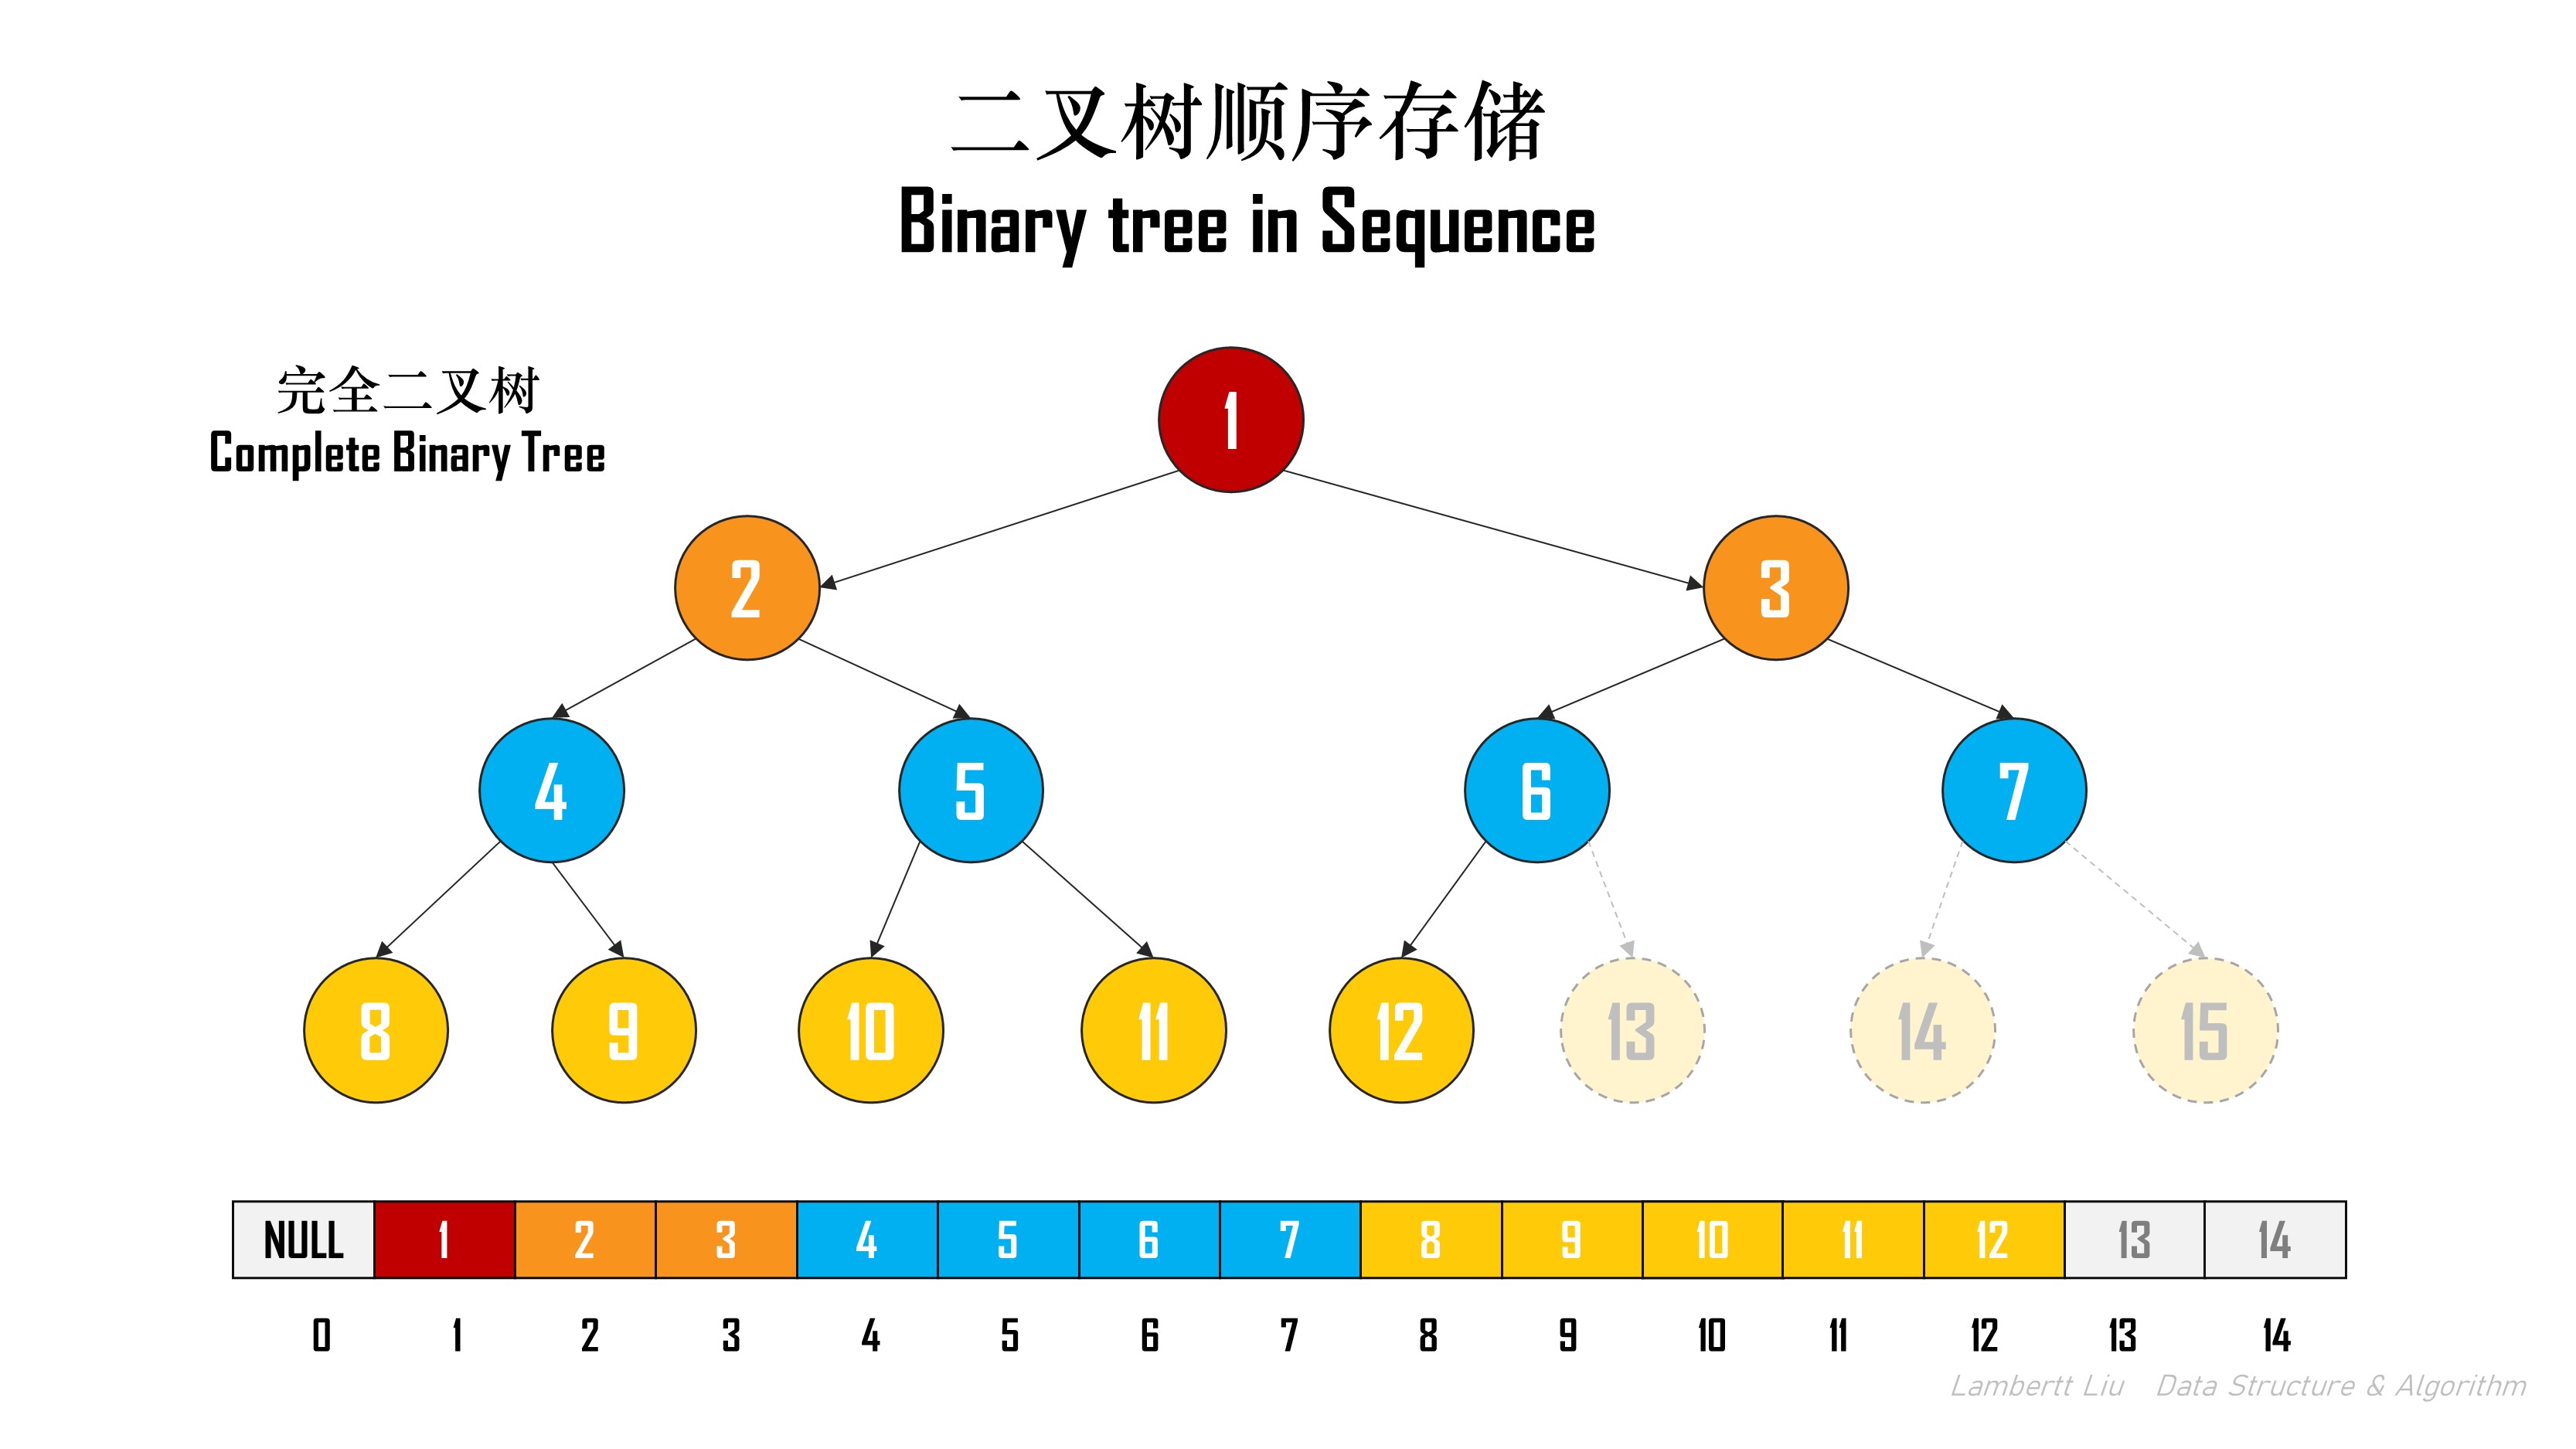 二叉树顺序存储
Binary tree in Sequence
完全二叉树
Complete Binary Tree
1
2 3
4 5 6 7
8 9 10 11 12 13 14 15
NULL 1 2 3 4 5 6 7 8 9 10 11 12 13 14
0 1 2 3 4 5 6 7 8 9 10 11 12 13 14
Lambertt Liu Data Structure & Algorithm